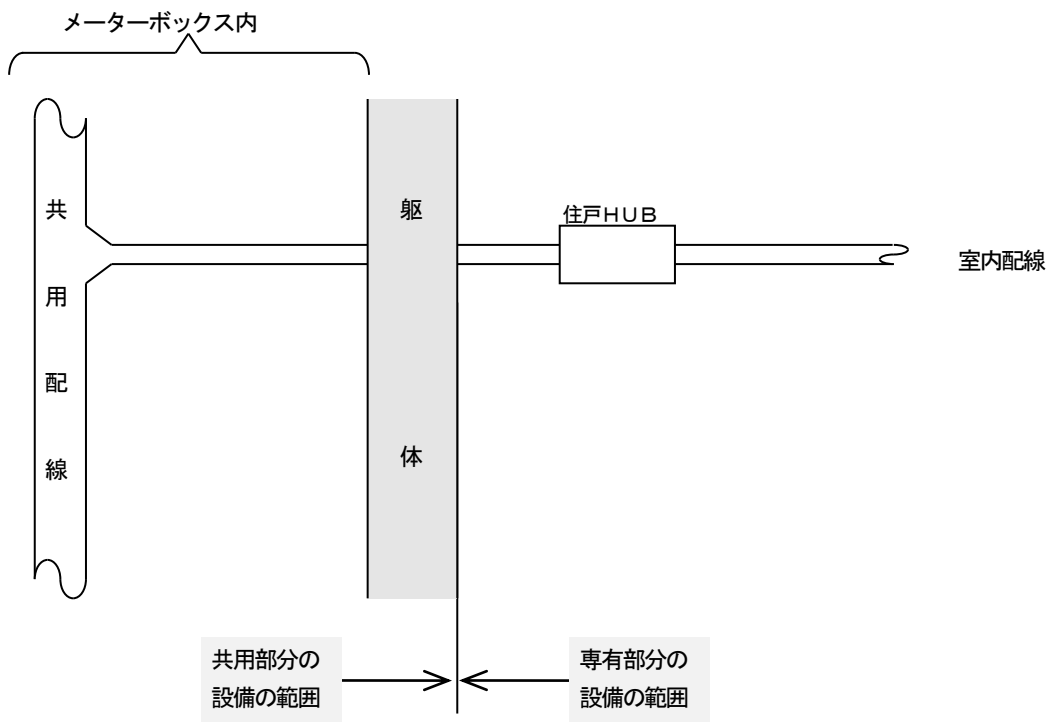 メーターボックス内
共用配線
躯体
住戸HUB
室内配線
共用部分の
設備の範囲
専有部分の
設備の範囲